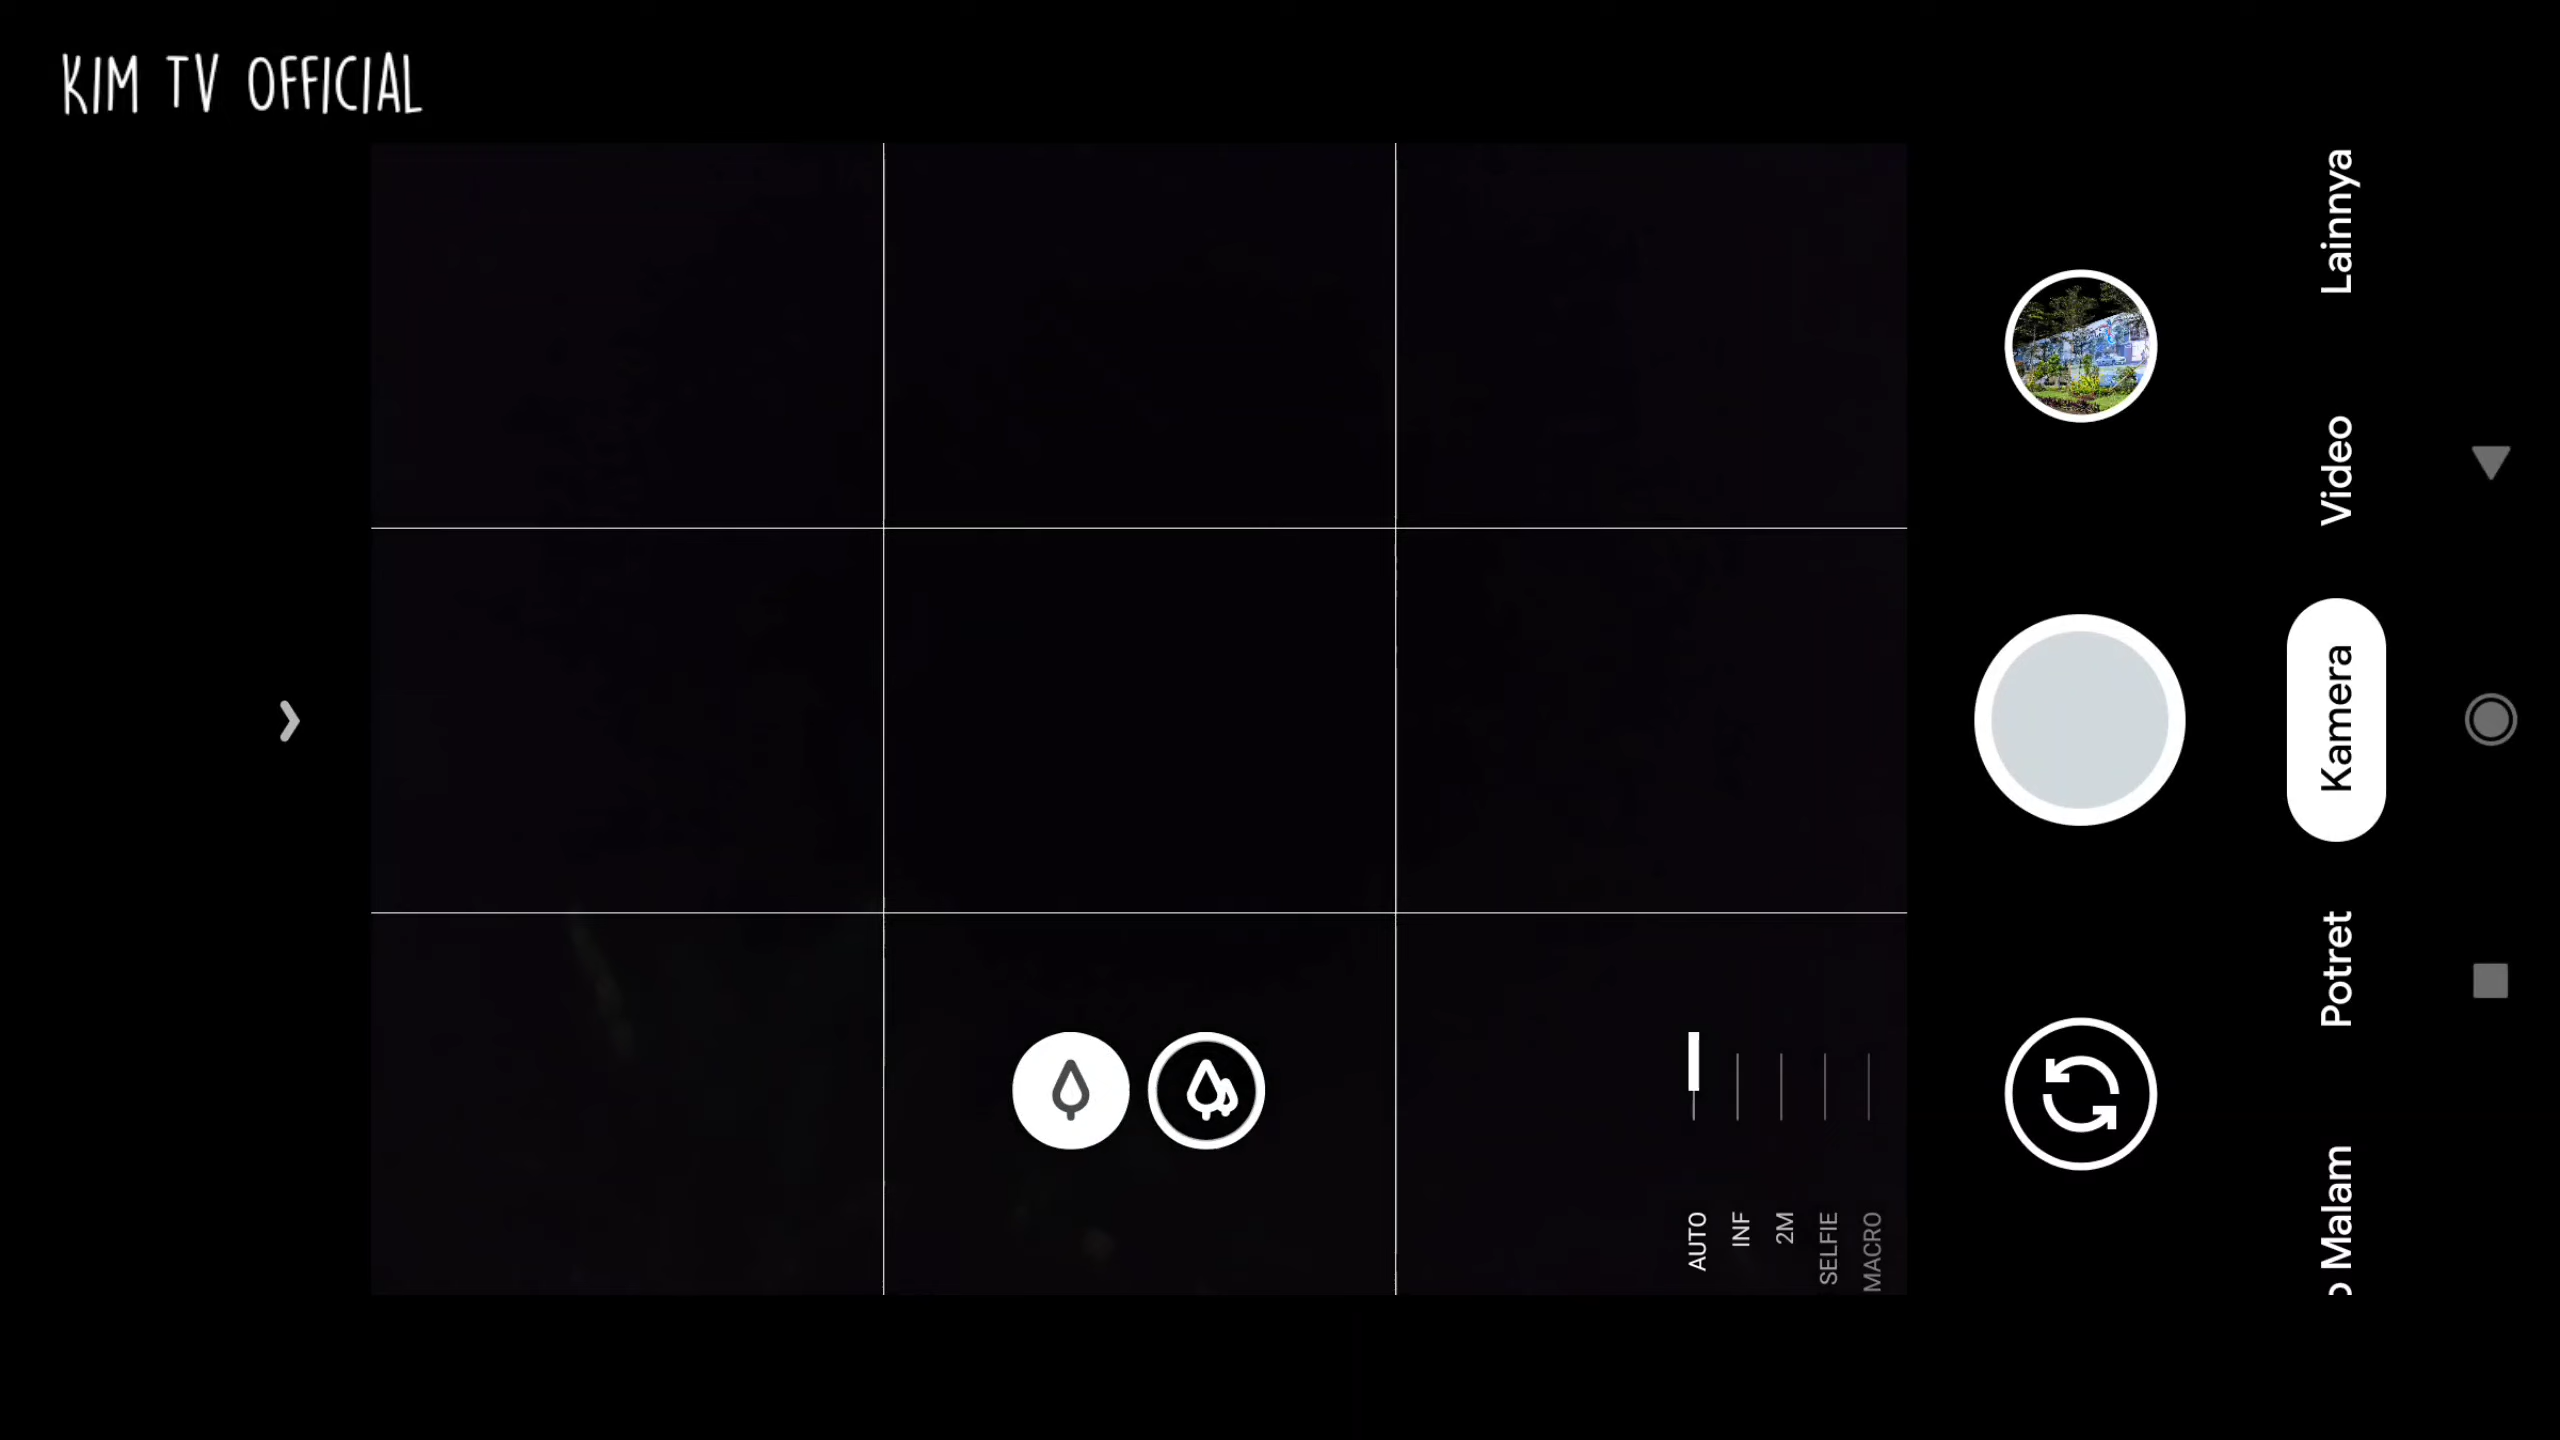 KIM TV OFFICIAL
Lainnya
Video
Kamera
Potret
o Malam
AUTO
INF
2M
SELFIE
MACRO